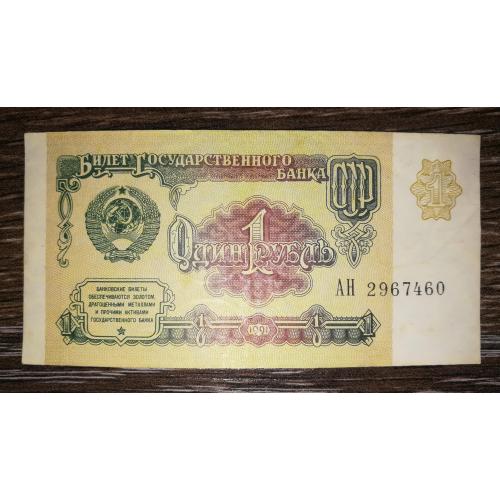 Билет Государственного
Банка
СССР
1
Один рубль
1
АН 2967460
БАНКОВСКИЕ БИЛЕТЫ
ОБЕСПЕЧИВАЮТСЯ ЗОЛОТОМ,
ДРАГОЦЕННЫМИ МЕТАЛЛАМИ
И ПРОЧИМИ АКТИВАМИ
ГОСУДАРСТВЕННОГО БАНКА
1 1 1991 1 1